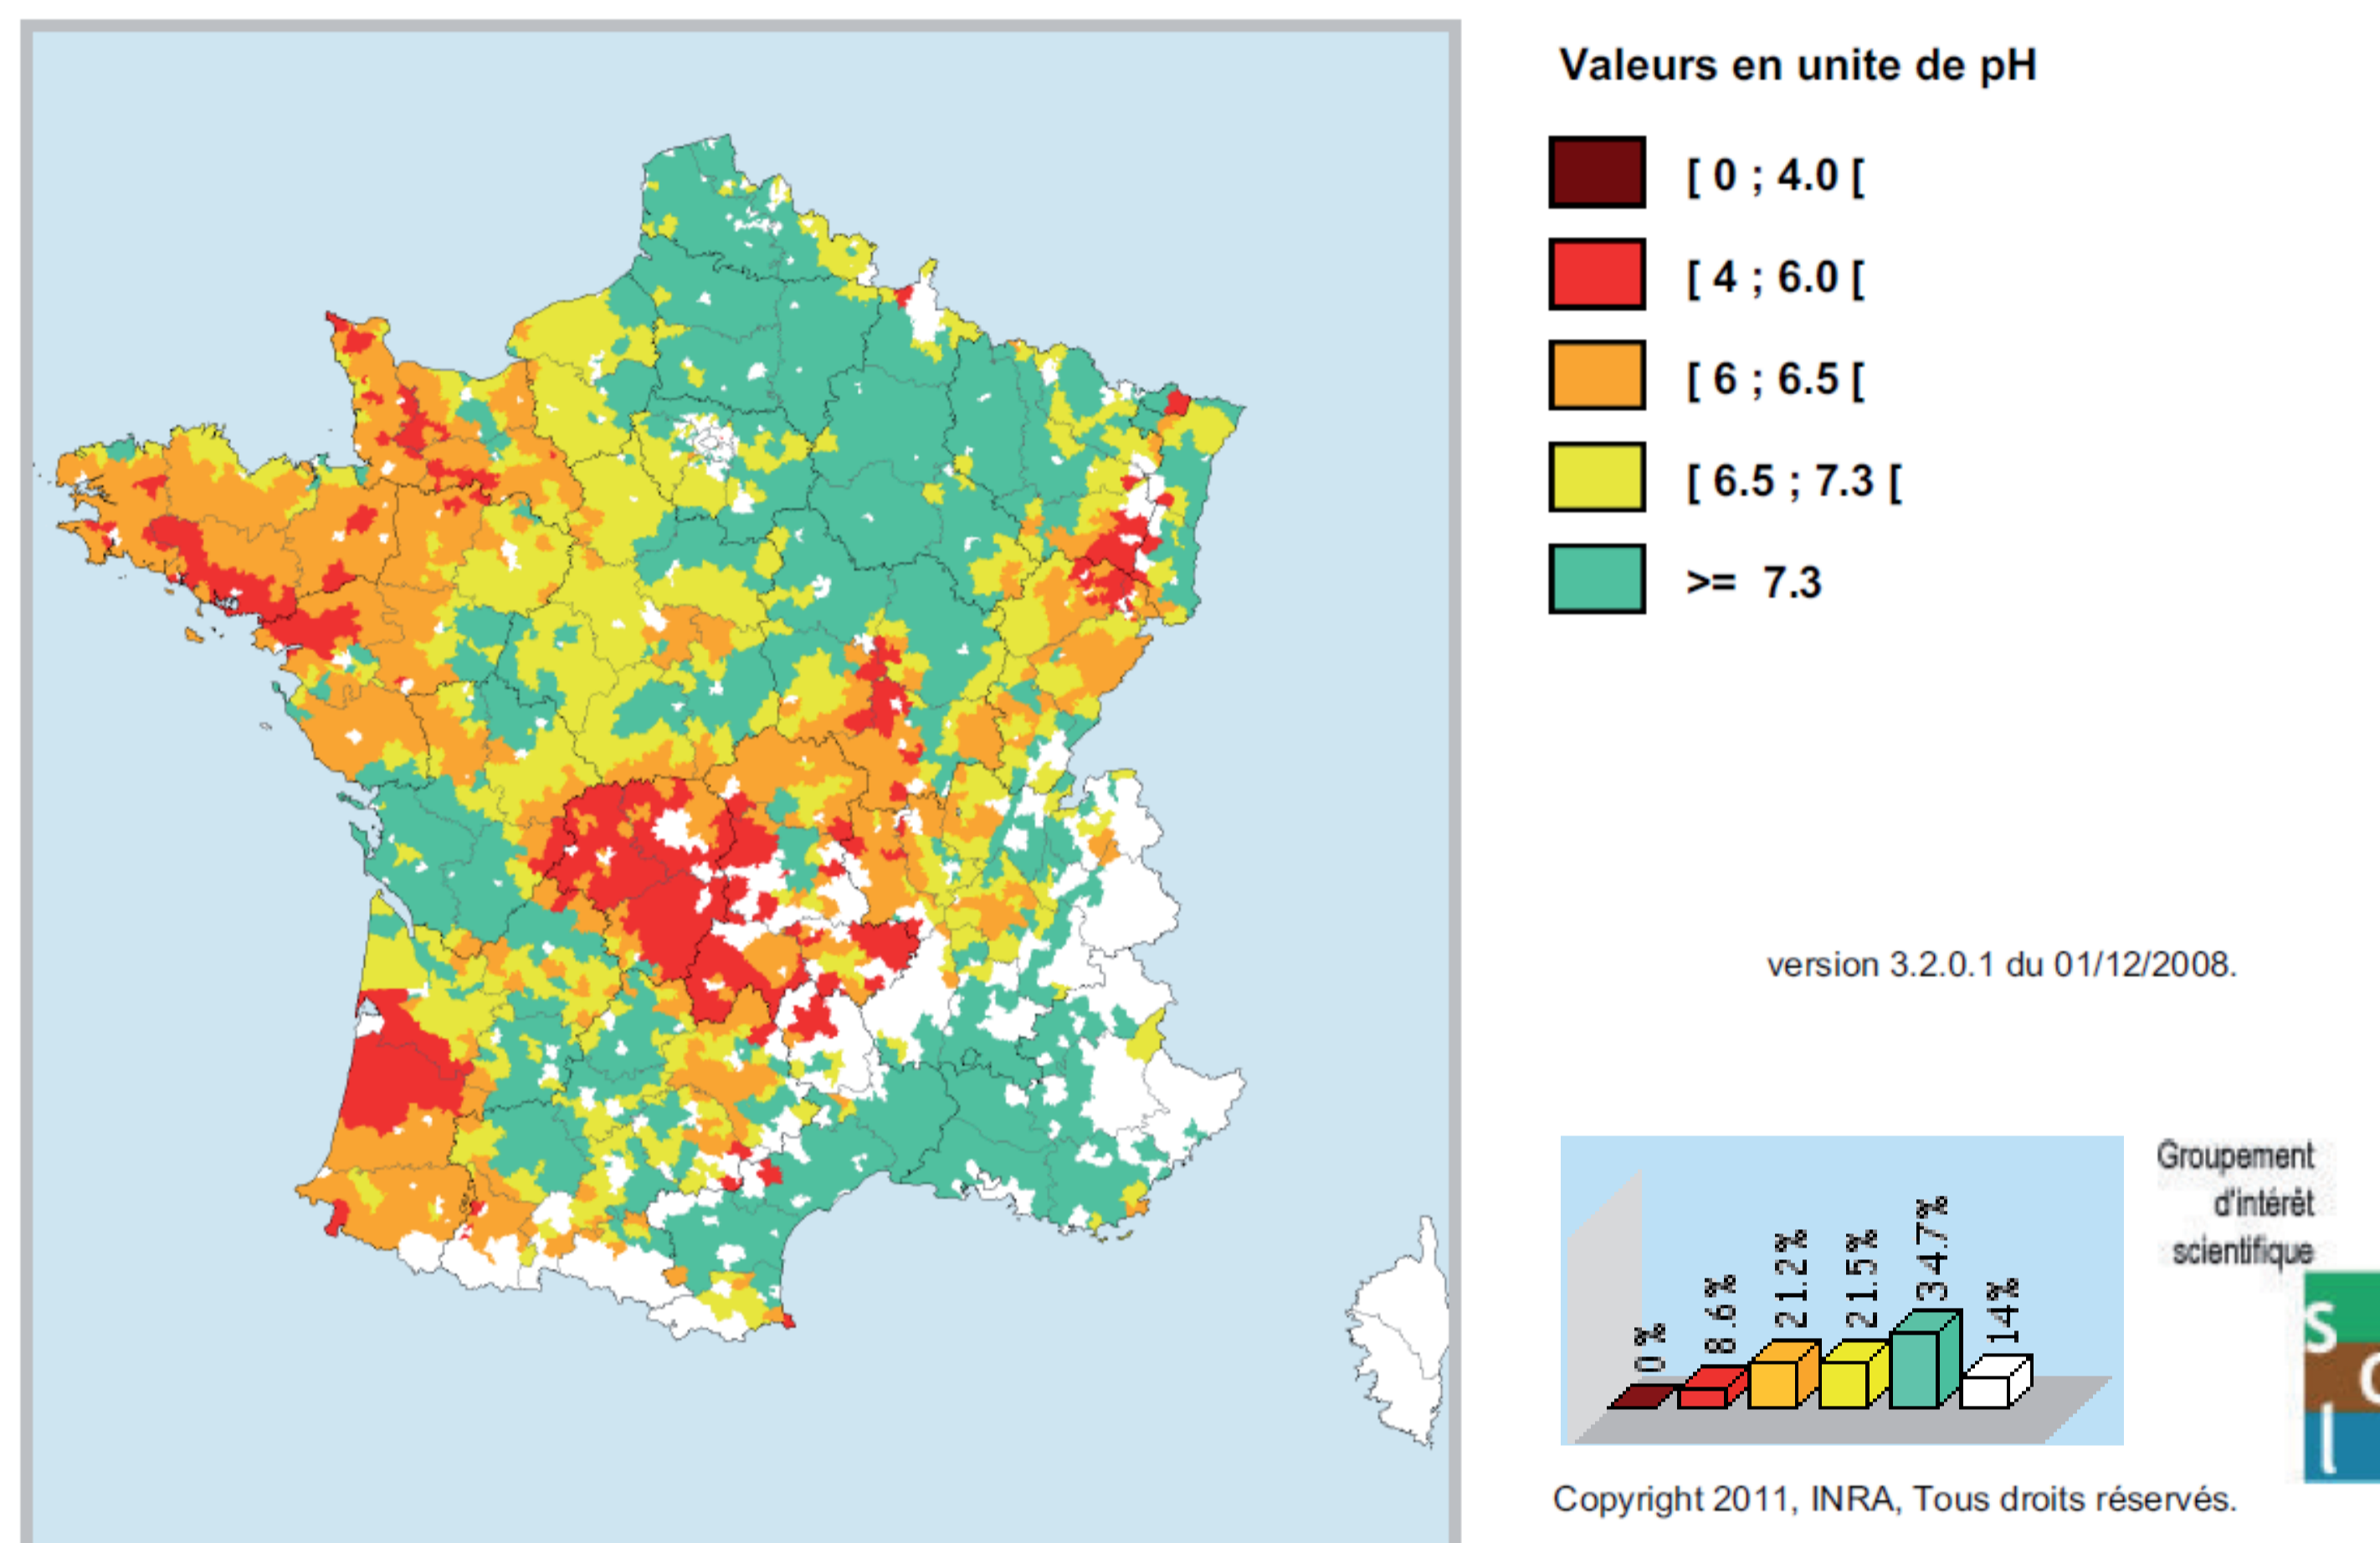 Valeurs en unite de pH
[ 0 ; 4.0 [
[ 4 ; 6.0 [
[ 6 ; 6.5 [
[ 6.5 ; 7.3 [
>= 7.3
version 3.2.0.1 du 01/12/2008.
0%
8.6%
21.2%
21.5%
34.7%
14%
Groupement
d'intérêt
scientifique
S
l
Copyright 2011, INRA, Tous droits réservés.